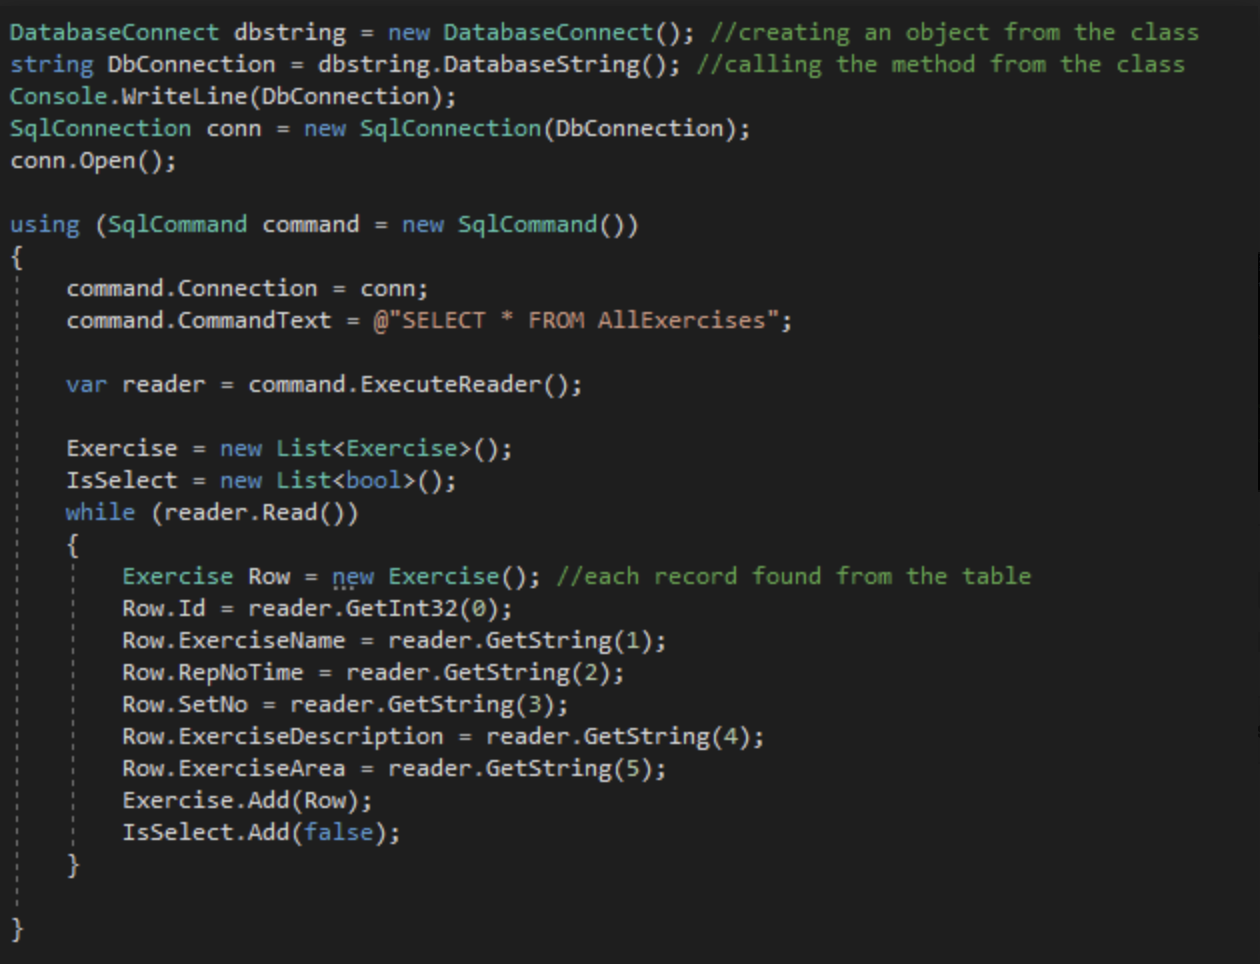 DatabaseConnect dbstring = new DatabaseConnect(); //creating an object from the class
string DbConnection = dbstring.DatabaseString(); //calling the method from the class
Console.WriteLine(DbConnection);
SqlConnection conn = new SqlConnection(DbConnection);
conn.Open();

using (SqlCommand command = new SqlCommand())
{
    command.Connection = conn;
    command.CommandText = @"SELECT * FROM AllExercises";

    var reader = command.ExecuteReader();

    Exercise = new List<Exercise>();
    IsSelect = new List<bool>();
    while (reader.Read())
    {
        Exercise Row = new Exercise(); //each record found from the table
        Row.Id = reader.GetInt32(0);
        Row.ExerciseName = reader.GetString(1);
        Row.RepNoTime = reader.GetString(2);
        Row.SetNo = reader.GetString(3);
        Row.ExerciseDescription = reader.GetString(4);
        Row.ExerciseArea = reader.GetString(5);
        Exercise.Add(Row);
        IsSelect.Add(false);
    }

}